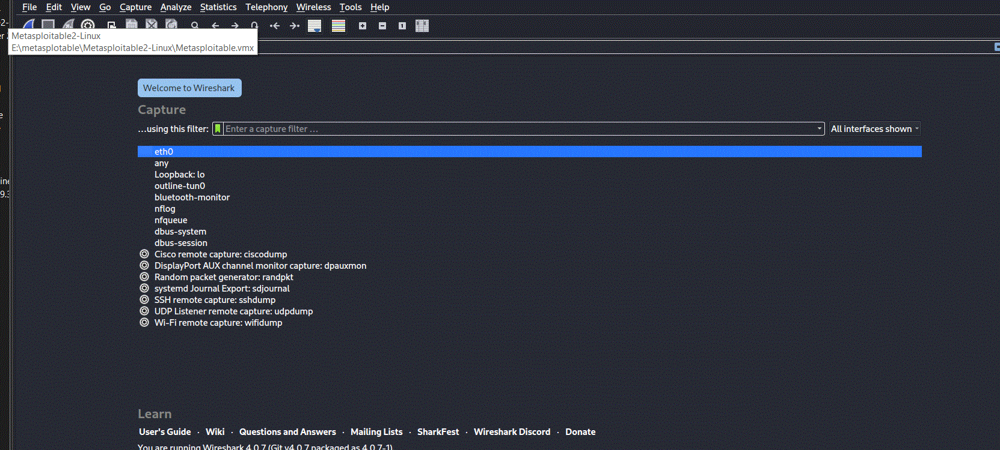 File Edit View Go Capture Analyze Statistics Telephony Wireless Tools Help
Metasploitable2-Linux
E:\metasplotable\Metasploitable2-Linux\Metasploitable.vmx
Welcome to Wireshark
Capture
...using this filter: Enter a capture filter ... All interfaces shown
eth0
any
Loopback: lo
outline-tun0
bluetooth-monitor
nflog
nfqueue
dbus-system
dbus-session
Cisco remote capture: ciscodump
DisplayPort AUX channel monitor capture: dpauxmon
Random packet generator: randpkt
systemd Journal Export: sdjournal
SSH remote capture: sshdump
UDP Listener remote capture: udpdump
Wi-Fi remote capture: wifidump
Learn
User's Guide · Wiki · Questions and Answers · Mailing Lists · SharkFest · Wireshark Discord · Donate
You are running Wireshark 4.0.7 (Git v4.0.7 packaged as 4.0.7-1)